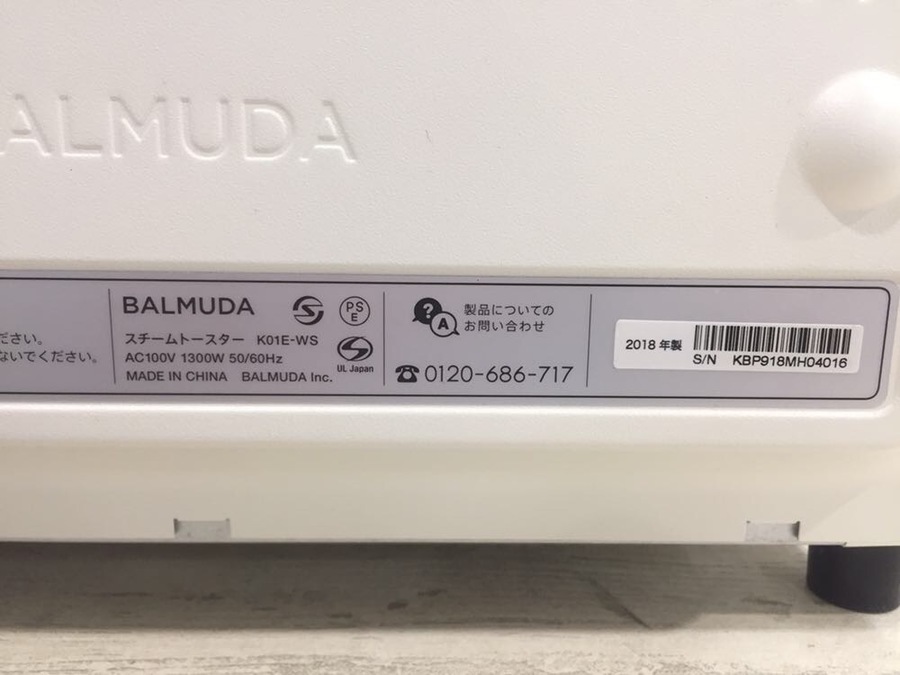 BALMUDA
ださい。
ないでください。
BALMUDA
PS
E
スチームトースター K01E-WS
AC100V 1300W 50/60Hz
UL Japan
MADE IN CHINA BALMUDA Inc.
? A
製品についての
お問い合わせ
0120-686-717
2018 年製
S/N KBP918MH04016